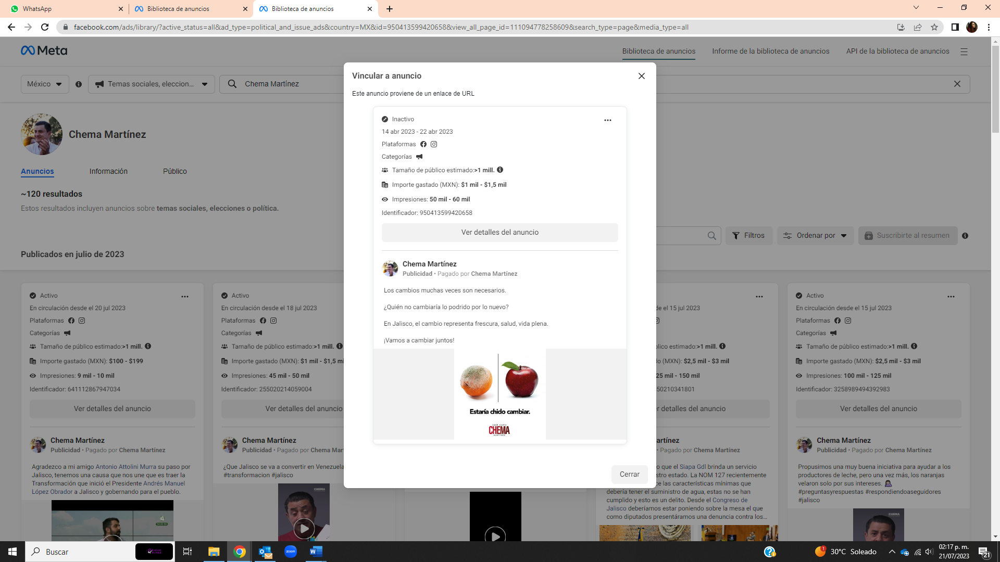 WhatsApp
Biblioteca de anuncios
Biblioteca de anuncios
facebook.com/ads/library/?active_status=all&ad_type=political_and_issue_ads&country=MX&id=950413599420658&view_all_page_id=111094778258609&search_type=page&media_type=all
Meta
Biblioteca de anuncios
Informe de la biblioteca de anuncios
API de la biblioteca de anuncios
México
Temas sociales, eleccion...
Chema Martínez
Chema Martínez
Anuncios
Información
Público
~120 resultados
Estos resultados incluyen anuncios sobre temas sociales, elecciones o política.
Filtros
Ordenar por
Suscribirte al resumen
Publicados en julio de 2023
Vincular a anuncio
Este anuncio proviene de un enlace de URL
Inactivo
14 abr 2023 - 22 abr 2023
Plataformas
Categorías
Tamaño de público estimado:>1 mill.
Importe gastado (MXN): $1 mil - $1,5 mil
Impresiones: 50 mil - 60 mil
Identificador: 950413599420658
Ver detalles del anuncio
Chema Martínez
Publicidad • Pagado por Chema Martínez
Los cambios muchas veces son necesarios.
¿Quién no cambiaría lo podrido por lo nuevo?
En Jalisco, el cambio representa frescura, salud, vida plena.
¡Vamos a cambiar juntos!
Estaría chido cambiar.
JOSÉ MARÍA
CHEMA
MARTÍNEZ
Cerrar
Activo
En circulación desde el 20 jul 2023
Plataformas
Categorías
Tamaño de público estimado:>1 mill.
Importe gastado (MXN): $100 - $199
Impresiones: 9 mil - 10 mil
Identificador: 641112867947034
Ver detalles del anuncio
Chema Martínez
Publicidad • Pagado por Chema Martínez
Agradezco a mi amigo Antonio Attolini Murra su paso por
Jalisco, tenemos una causa que nos une que es traer la
Transformación que inició el Presidente Andrés Manuel
López Obrador a Jalisco y gobernando para el pueblo.
Activo
En circulación desde el 18 jul 2023
Plataformas
Categorías
Tamaño de público estimado:>1 mill.
Importe gastado (MXN): $1 mil - $1,5 mi
Impresiones: 45 mil - 50 mil
Identificador: 255020214059004
Ver detalles del anuncio
Chema Martínez
Publicidad • Pagado por Chema Mar
¿Que Jalisco se va a convertir en Venezuela
#transformacion #jalisco
CHEMA
de el 15 jul 2023
lico estimado:>1 mill.
o (MXN): $2,5 mil - $3 mil
25 mil - 150 mil
50210341801
r detalles del anuncio
artínez
• Pagado por Chema Martínez
o que el Siapa Gdl brinda un servicio
stro estado. La NOM 127 recientemente
ce las características mínimas que
debería tener el suministro de agua, estas no se han
cumplido y esto es un delito. Desde el Congreso de
Jalisco deberíamos estar poniendo sobre la mesa el que
como diputados presentáramos una denuncia contra los...
Activo
En circulación desde el 15 jul 2023
Plataformas
Categorías
Tamaño de público estimado:>1 mill.
Importe gastado (MXN): $2,5 mil - $3 mil
Impresiones: 100 mil - 125 mil
Identificador: 3258989494392983
Ver detalles del anuncio
Chema Martínez
Publicidad • Pagado por Chema Martínez
Propusimos una muy buena iniciativa para ayudar a los
productores de leche, pero una vez más, los naranjas
velaron solo por sus intereses.
#preguntasyrespuestas #respondiendoaseguidores
#jalisco
CHEMA
Buscar
zoom
30°C Soleado
02:17 p. m.
21/07/2023
21